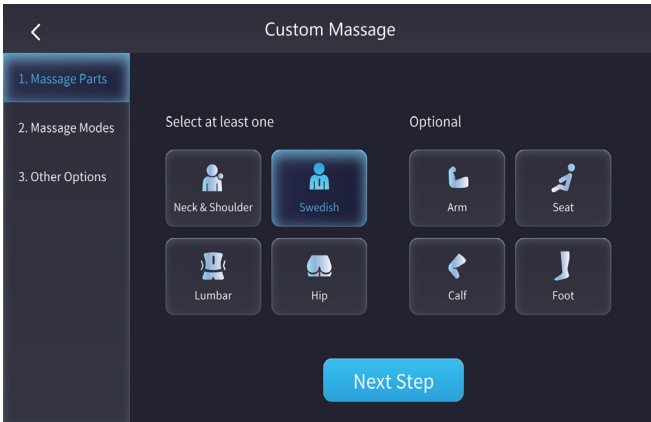 Custom Massage
1. Massage Parts
2. Massage Modes
3. Other Options
Select at least one
Neck & Shoulder
Swedish
Lumbar
Hip
Optional
Arm
Seat
Calf
Foot
Next Step